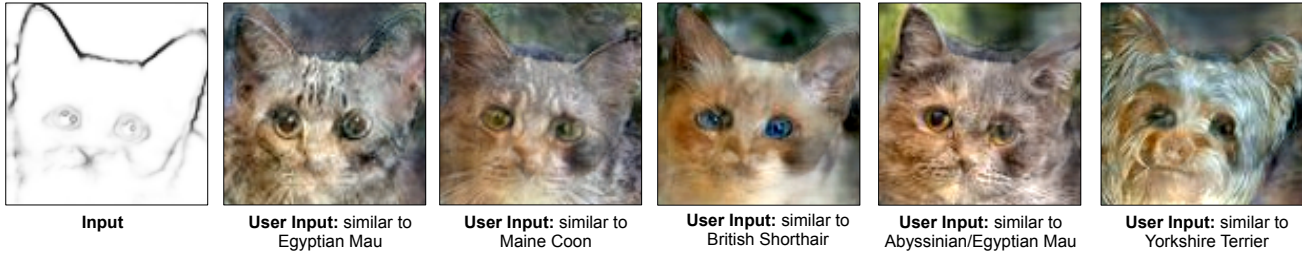 Input
User Input: similar to
Egyptian Mau
User Input: similar to
Maine Coon
User Input: similar to
British Shorthair
User Input: similar to
Abyssinian/Egyptian Mau
User Input: similar to
Yorkshire Terrier